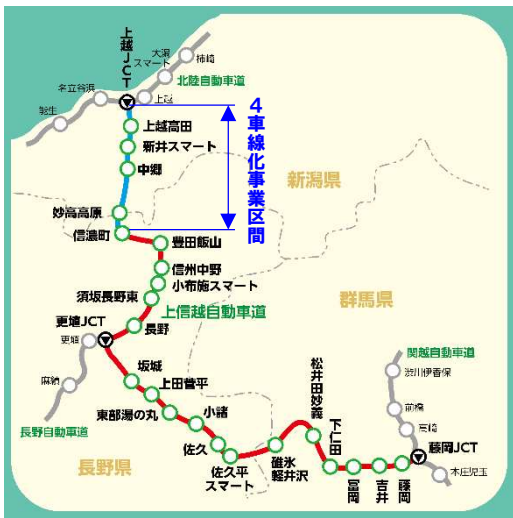 上越JCT
大潟
スマート
柿崎
北陸自動車道
名立谷浜
上越
能生
上越高田
新井スマート
中郷
4車線化事業区間
新潟県
妙高高原
信濃町
豊田飯山
信州中野
小布施スマート
須坂長野東
上信越自動車道
群馬県
長野
更埴JCT
更埴
麻績
長野自動車道
坂城
上田菅平
東部湯の丸
小諸
佐久
佐久平
スマート
長野県
碓氷
軽井沢
松井田妙義
下仁田
富岡
吉井
藤岡
関越自動車道
渋川伊香保
前橋
高崎
藤岡JCT
本庄児玉